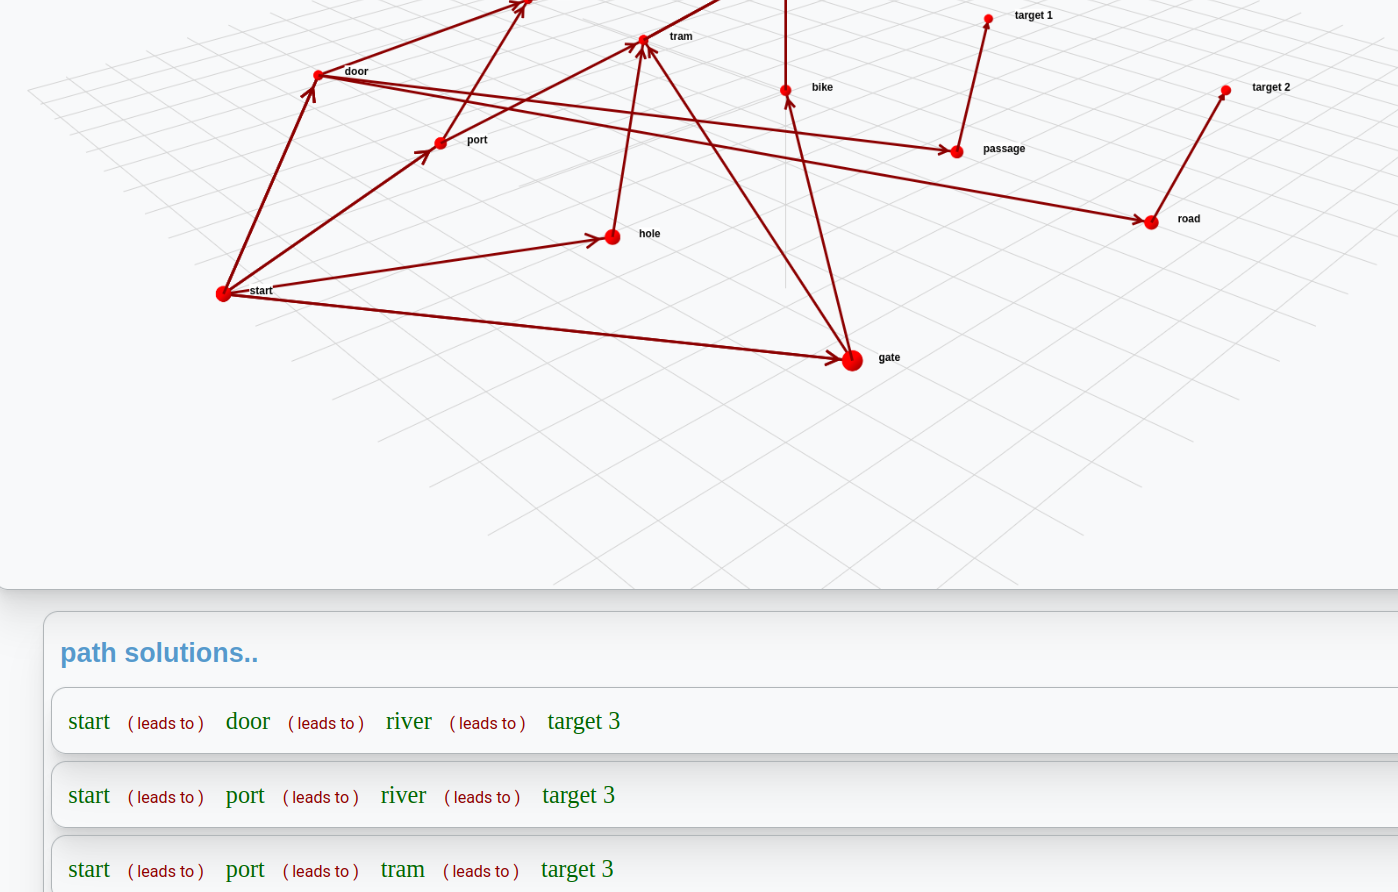 target 1
tram
door
bike
target 2
port
passage
road
hole
start
gate
path solutions..
start ( leads to ) door ( leads to ) river ( leads to ) target 3
start ( leads to ) port ( leads to ) river ( leads to ) target 3
start ( leads to ) port ( leads to ) tram ( leads to ) target 3